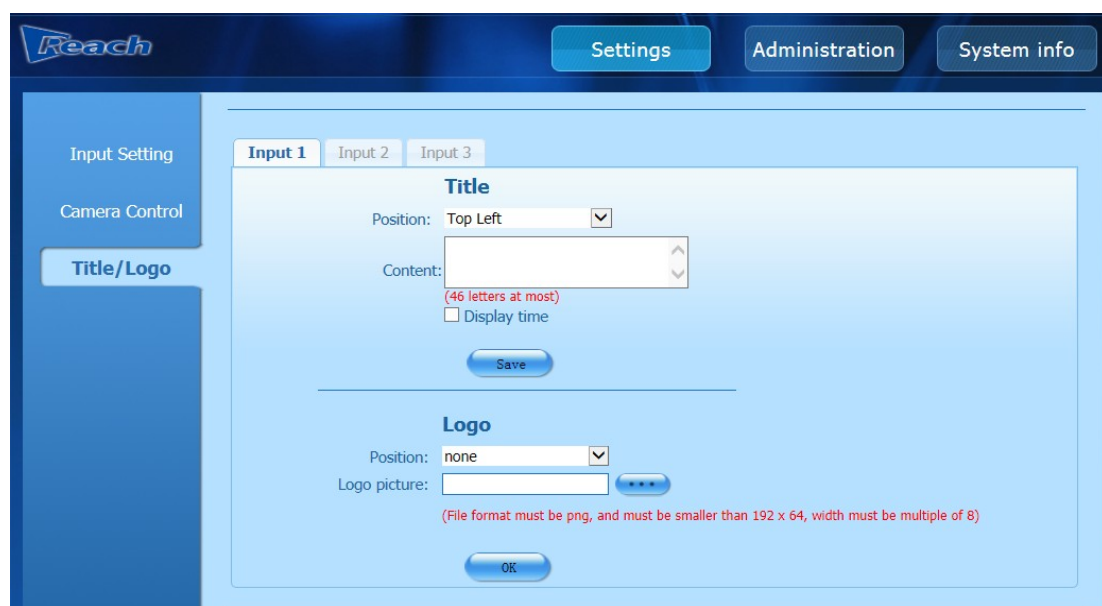 Reach
Settings Administration System info
Input Setting
Camera Control
Title/Logo
Input 1 Input 2 Input 3
Title
Position: Top Left
Content:
(46 letters at most)
Display time
Save
Logo
Position: none
Logo picture:
(File format must be png, and must be smaller than 192 x 64, width must be multiple of 8)
OK